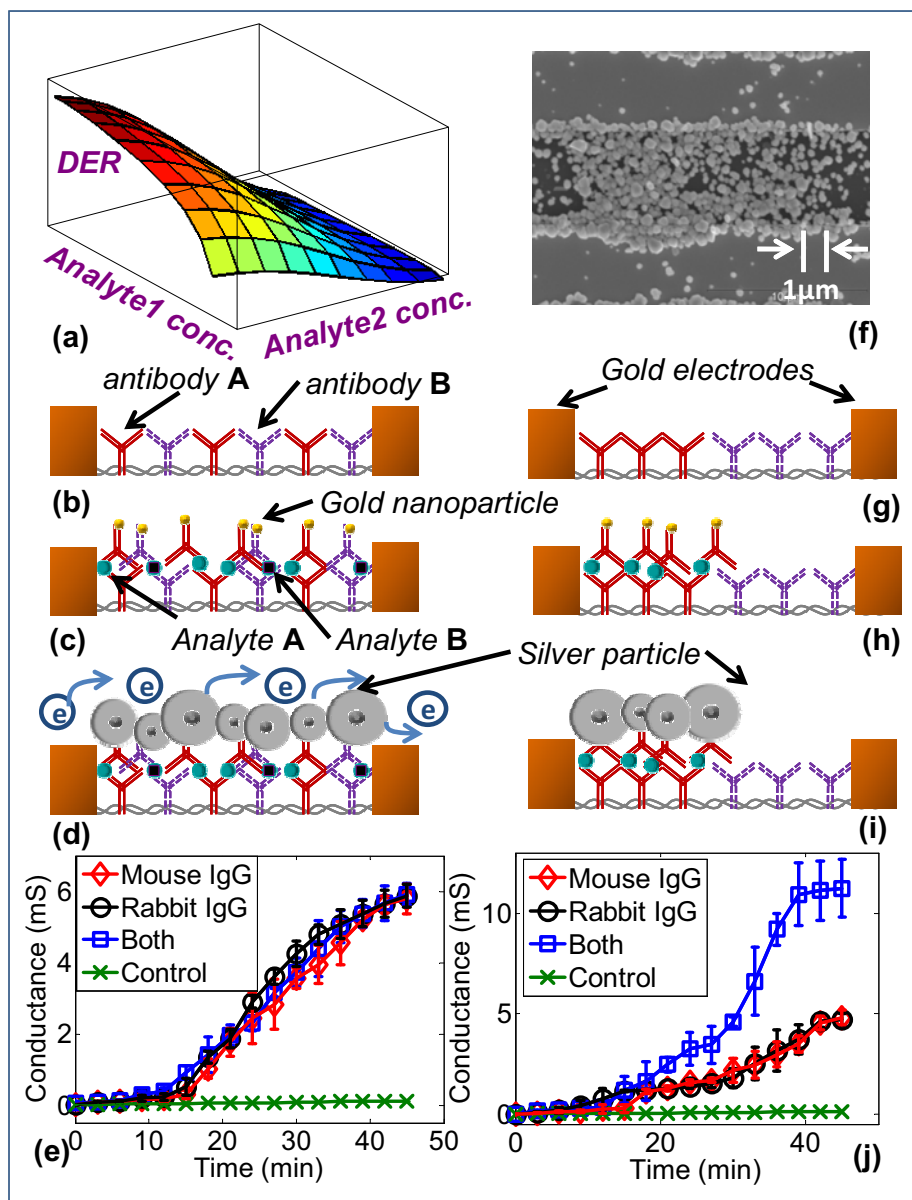 DER
Analyte1 conc.
Analyte2 conc.
(a)
1µm
(f)
antibody A
antibody B
(b)
Gold electrodes
(g)
Gold nanoparticle
(c)
Analyte A
Analyte B
(h)
Silver particle
e
e
e
e
(d)
(i)
Mouse IgG
Rabbit IgG
Both
Control
Conductance (mS)
6
4
2
0
0 10 20 30 40 50
Time (min)
(e)
Mouse IgG
Rabbit IgG
Both
Control
Conductance (mS)
10
5
0
0 20 40
Time (min)
(j)